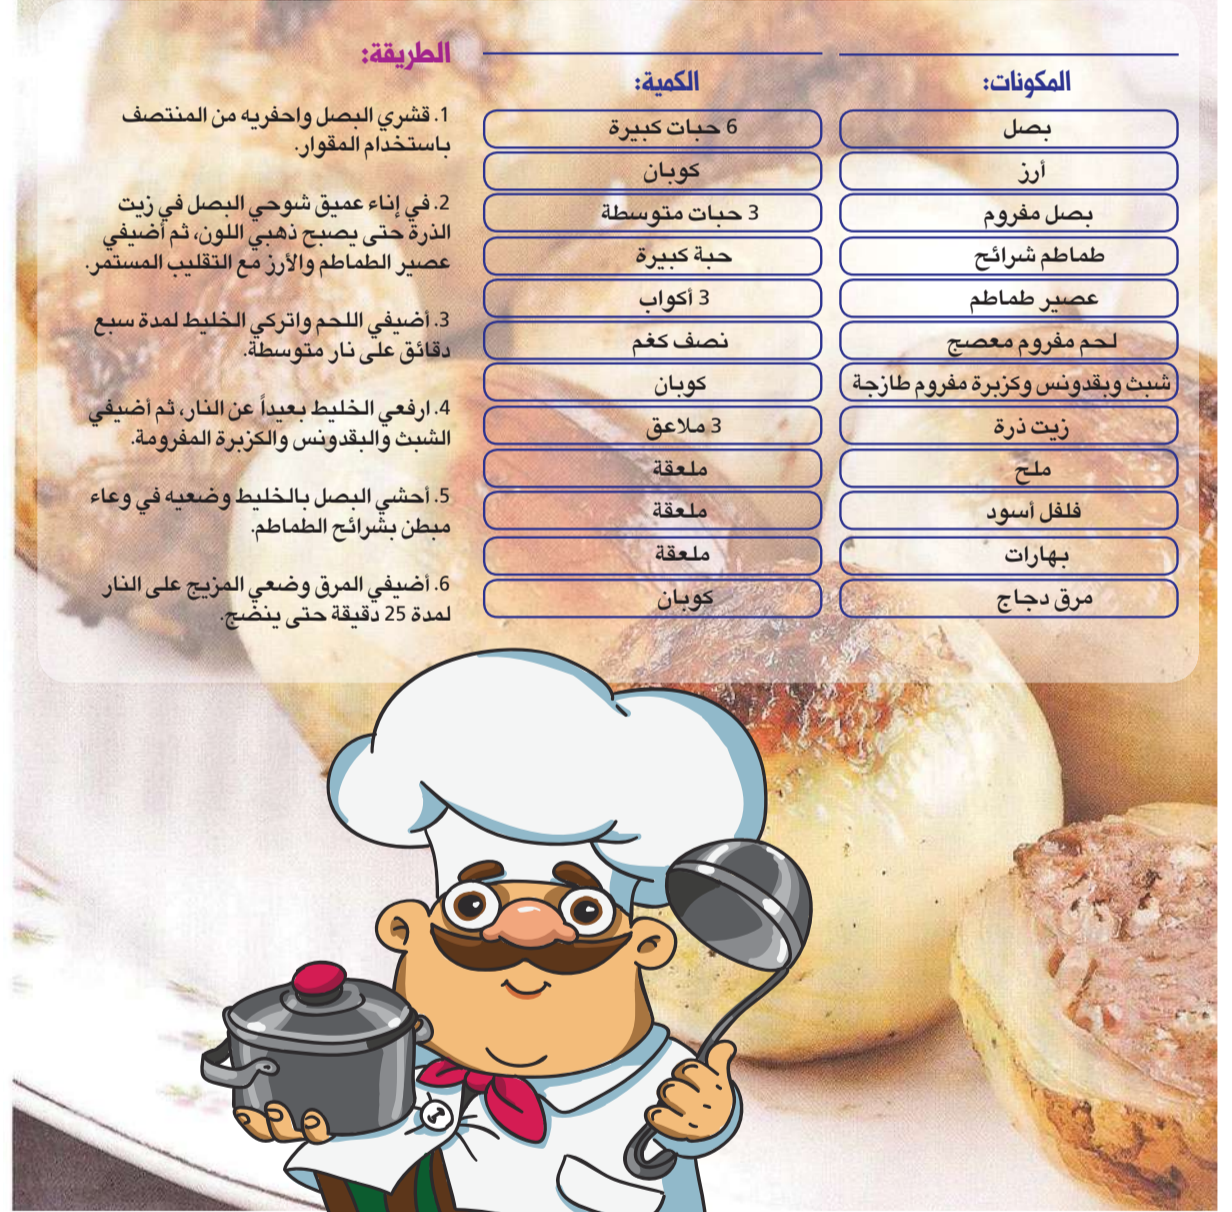 المكونات:
الكمية:
بصل
6 حبات كبيرة
أرز
كوبان
بصل مفروم
3 حبات متوسطة
طماطم شرائح
حبة كبيرة
عصير طماطم
3 أكواب
لحم مفروم معصج
نصف كغم
شبث وبقدونس وكزبرة مفروم طازجة
كوبان
زيت ذرة
3 ملاعق
ملح
ملعقة
فلفل أسود
ملعقة
بهارات
ملعقة
مرق دجاج
كوبان
الطريقة:
1. قشري البصل واحفريه من المنتصف
باستخدام المقوار.
2. في إناء عميق شوحي البصل في زيت
الذرة حتى يصبح ذهبي اللون، ثم أضيفي
عصير الطماطم والأرز مع التقليب المستمر.
3. أضيفي اللحم واتركي الخليط لمدة سبع
دقائق على نار متوسطة.
4. ارفعي الخليط بعيداً عن النار، ثم أضيفي
الشبث والبقدونس والكزبرة المفرومة.
5. أحشي البصل بالخليط وضعيه في وعاء
مبطن بشرائح الطماطم.
6. أضيفي المرق وضعي المزيج على النار
لمدة 25 دقيقة حتى ينضج.